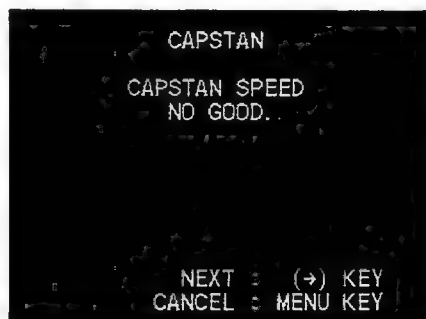 CAPSTAN
CAPSTAN SPEED
NO GOOD.
NEXT : (→) KEY
CANCEL : MENU KEY